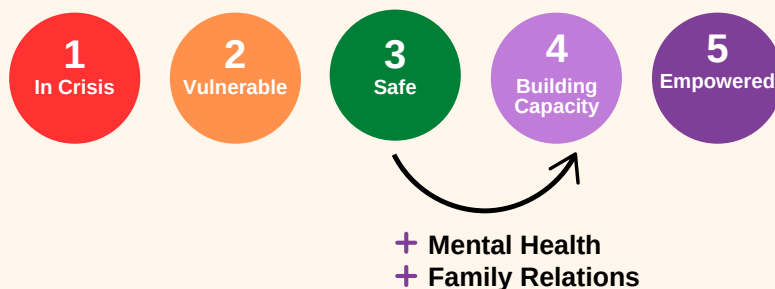 1
In Crisis
2
Vulnerable
3
Safe
4
Building
Capacity
5
Empowered
+ Mental Health
+ Family Relations